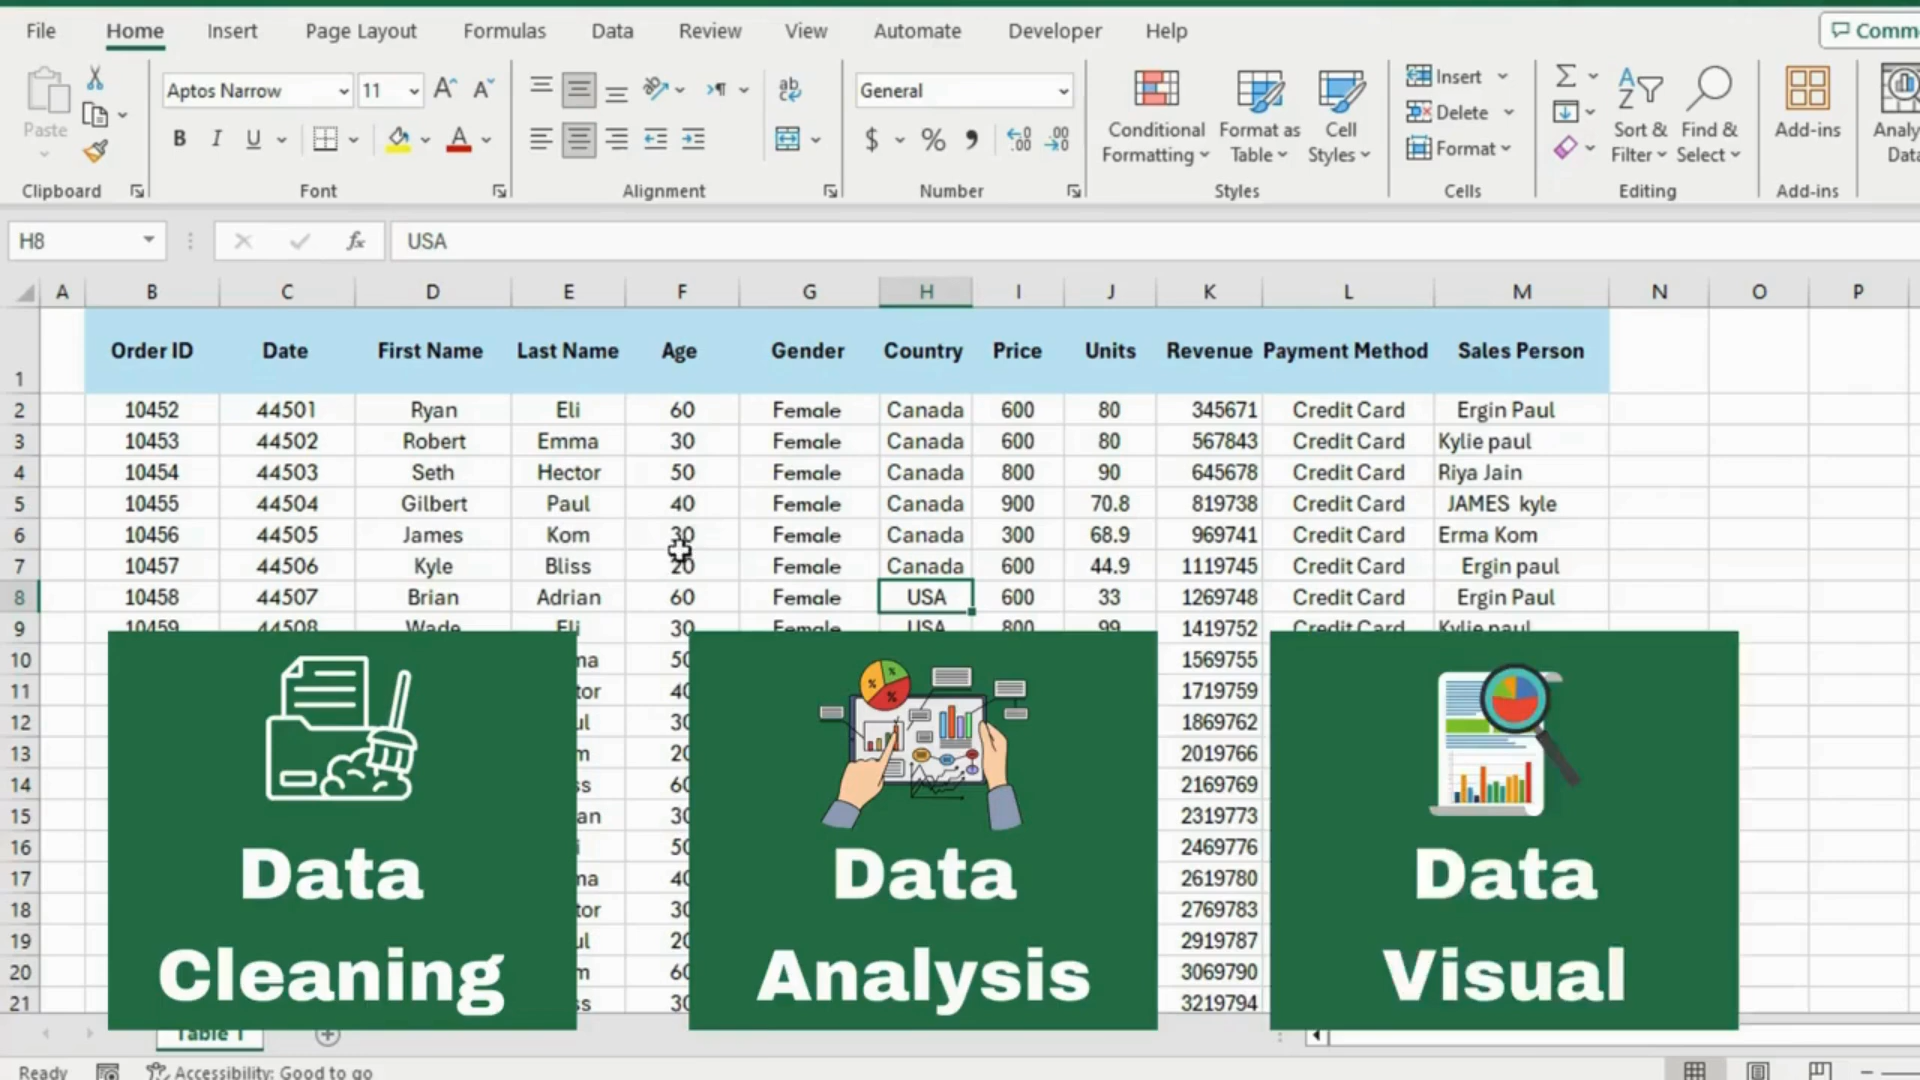 File Home Insert Page Layout Formulas Data Review View Automate Developer Help Comm
Aptos Narrow 11 General
Paste B I U $ % Conditional Formatting Format as Table Cell Styles Insert Delete Format Sort & Filter Find & Select Add-ins Analy Data
Clipboard Font Alignment Number Styles Cells Editing Add-ins
H8 fx USA
A B C D E F G H I J K L M N O P
1 Order ID Date First Name Last Name Age Gender Country Price Units Revenue Payment Method Sales Person
2 10452 44501 Ryan Eli 60 Female Canada 600 80 345671 Credit Card Ergin Paul
3 10453 44502 Robert Emma 30 Female Canada 600 80 567843 Credit Card Kylie paul
4 10454 44503 Seth Hector 50 Female Canada 800 90 645678 Credit Card Riya Jain
5 10455 44504 Gilbert Paul 40 Female Canada 900 70.8 819738 Credit Card JAMES kyle
6 10456 44505 James Kom 30 Female Canada 300 68.9 969741 Credit Card Erma Kom
7 10457 44506 Kyle Bliss 20 Female Canada 600 44.9 1119745 Credit Card Ergin paul
8 10458 44507 Brian Adrian 60 Female USA 600 33 1269748 Credit Card Ergin Paul
9 10459 44508 Wade Eli 30 Female USA 800 99 1419752 Credit Card Kylie paul
10 na 50 1569755
11 tor 40 1719759
12 ul 30 1869762
13 m 20 2019766
14 ss 60 2169769
15 an 30 2319773
16 i 50 2469776
17 na 40 2619780
18 tor 30 2769783
19 ul 20 2919787
20 m 60 3069790
21 ss 30 3219794
Data Cleaning
Data Analysis
Data Visual
Table 1
Ready Accessibility: Good to go